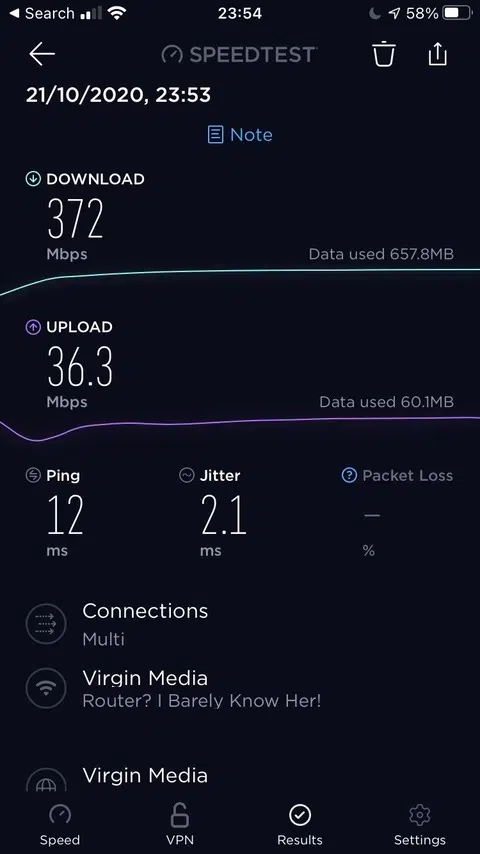 Search
23:54
58%
SPEEDTEST
21/10/2020, 23:53
Note
DOWNLOAD
372
Mbps
Data used 657.8MB
UPLOAD
36.3
Mbps
Data used 60.1MB
Ping
Jitter
Packet Loss
12
2.1
—
ms
ms
%
Connections
Multi
Virgin Media
Router? I Barely Know Her!
Virgin Media
Speed
VPN
Results
Settings